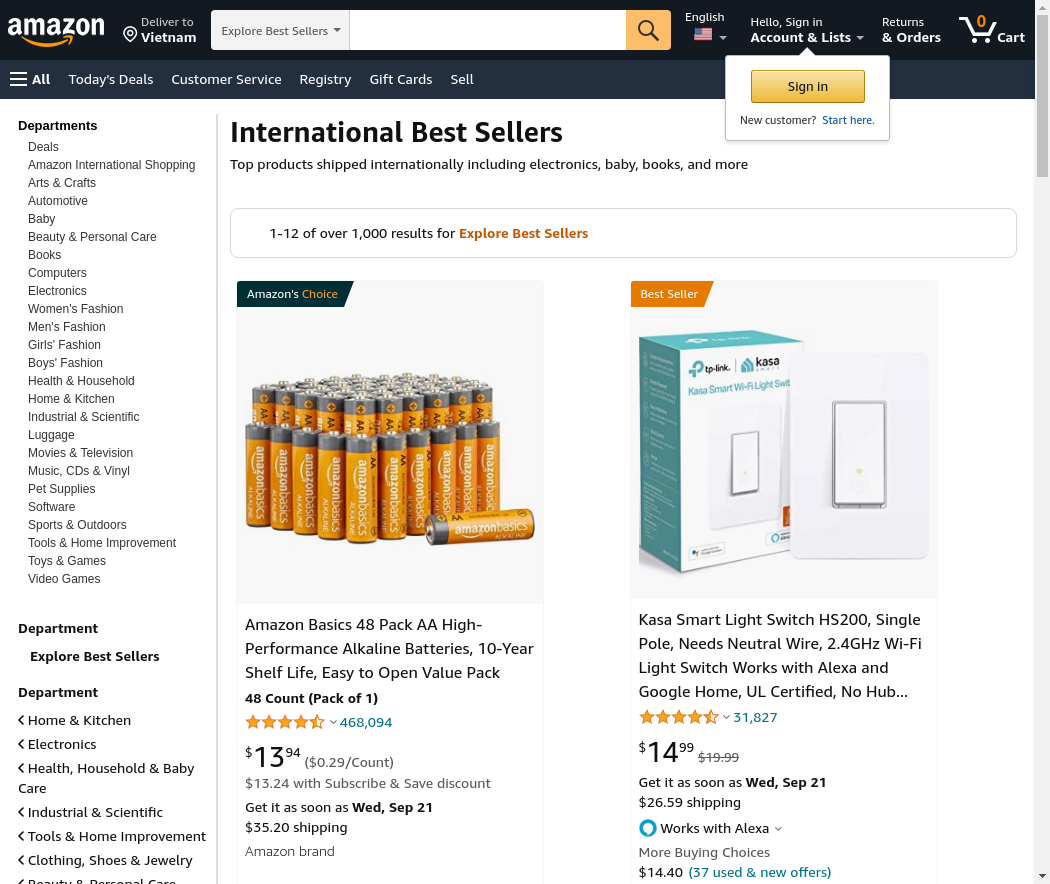 amazon
Deliver to
Vietnam
Explore Best Sellers
English
Hello, Sign in
Account & Lists
Returns
& Orders
0
Cart
All
Today's Deals
Customer Service
Registry
Gift Cards
Sell
Sign in
New customer? Start here.
Departments
Deals
Amazon International Shopping
Arts & Crafts
Automotive
Baby
Beauty & Personal Care
Books
Computers
Electronics
Women's Fashion
Men's Fashion
Girls' Fashion
Boys' Fashion
Health & Household
Home & Kitchen
Industrial & Scientific
Luggage
Movies & Television
Music, CDs & Vinyl
Pet Supplies
Software
Sports & Outdoors
Tools & Home Improvement
Toys & Games
Video Games
Department
Explore Best Sellers
Department
Home & Kitchen
Electronics
Health, Household & Baby
Care
Industrial & Scientific
Tools & Home Improvement
Clothing, Shoes & Jewelry
Beauty & Personal Care
International Best Sellers
Top products shipped internationally including electronics, baby, books, and more
1-12 of over 1,000 results for Explore Best Sellers
Amazon's Choice
amazonbasics
Amazon Basics 48 Pack AA High-
Performance Alkaline Batteries, 10-Year
Shelf Life, Easy to Open Value Pack
48 Count (Pack of 1)
468,094
$13.94 ($0.29/Count)
$13.24 with Subscribe & Save discount
Get it as soon as Wed, Sep 21
$35.20 shipping
Amazon brand
Best Seller
tp-link | kasa
smart
Kasa Smart Wi-Fi Light Swit
Kasa Smart Light Switch HS200, Single
Pole, Needs Neutral Wire, 2.4GHz Wi-Fi
Light Switch Works with Alexa and
Google Home, UL Certified, No Hub...
31,827
$14.99 $19.99
Get it as soon as Wed, Sep 21
$26.59 shipping
Works with Alexa
More Buying Choices
$14.40 (37 used & new offers)